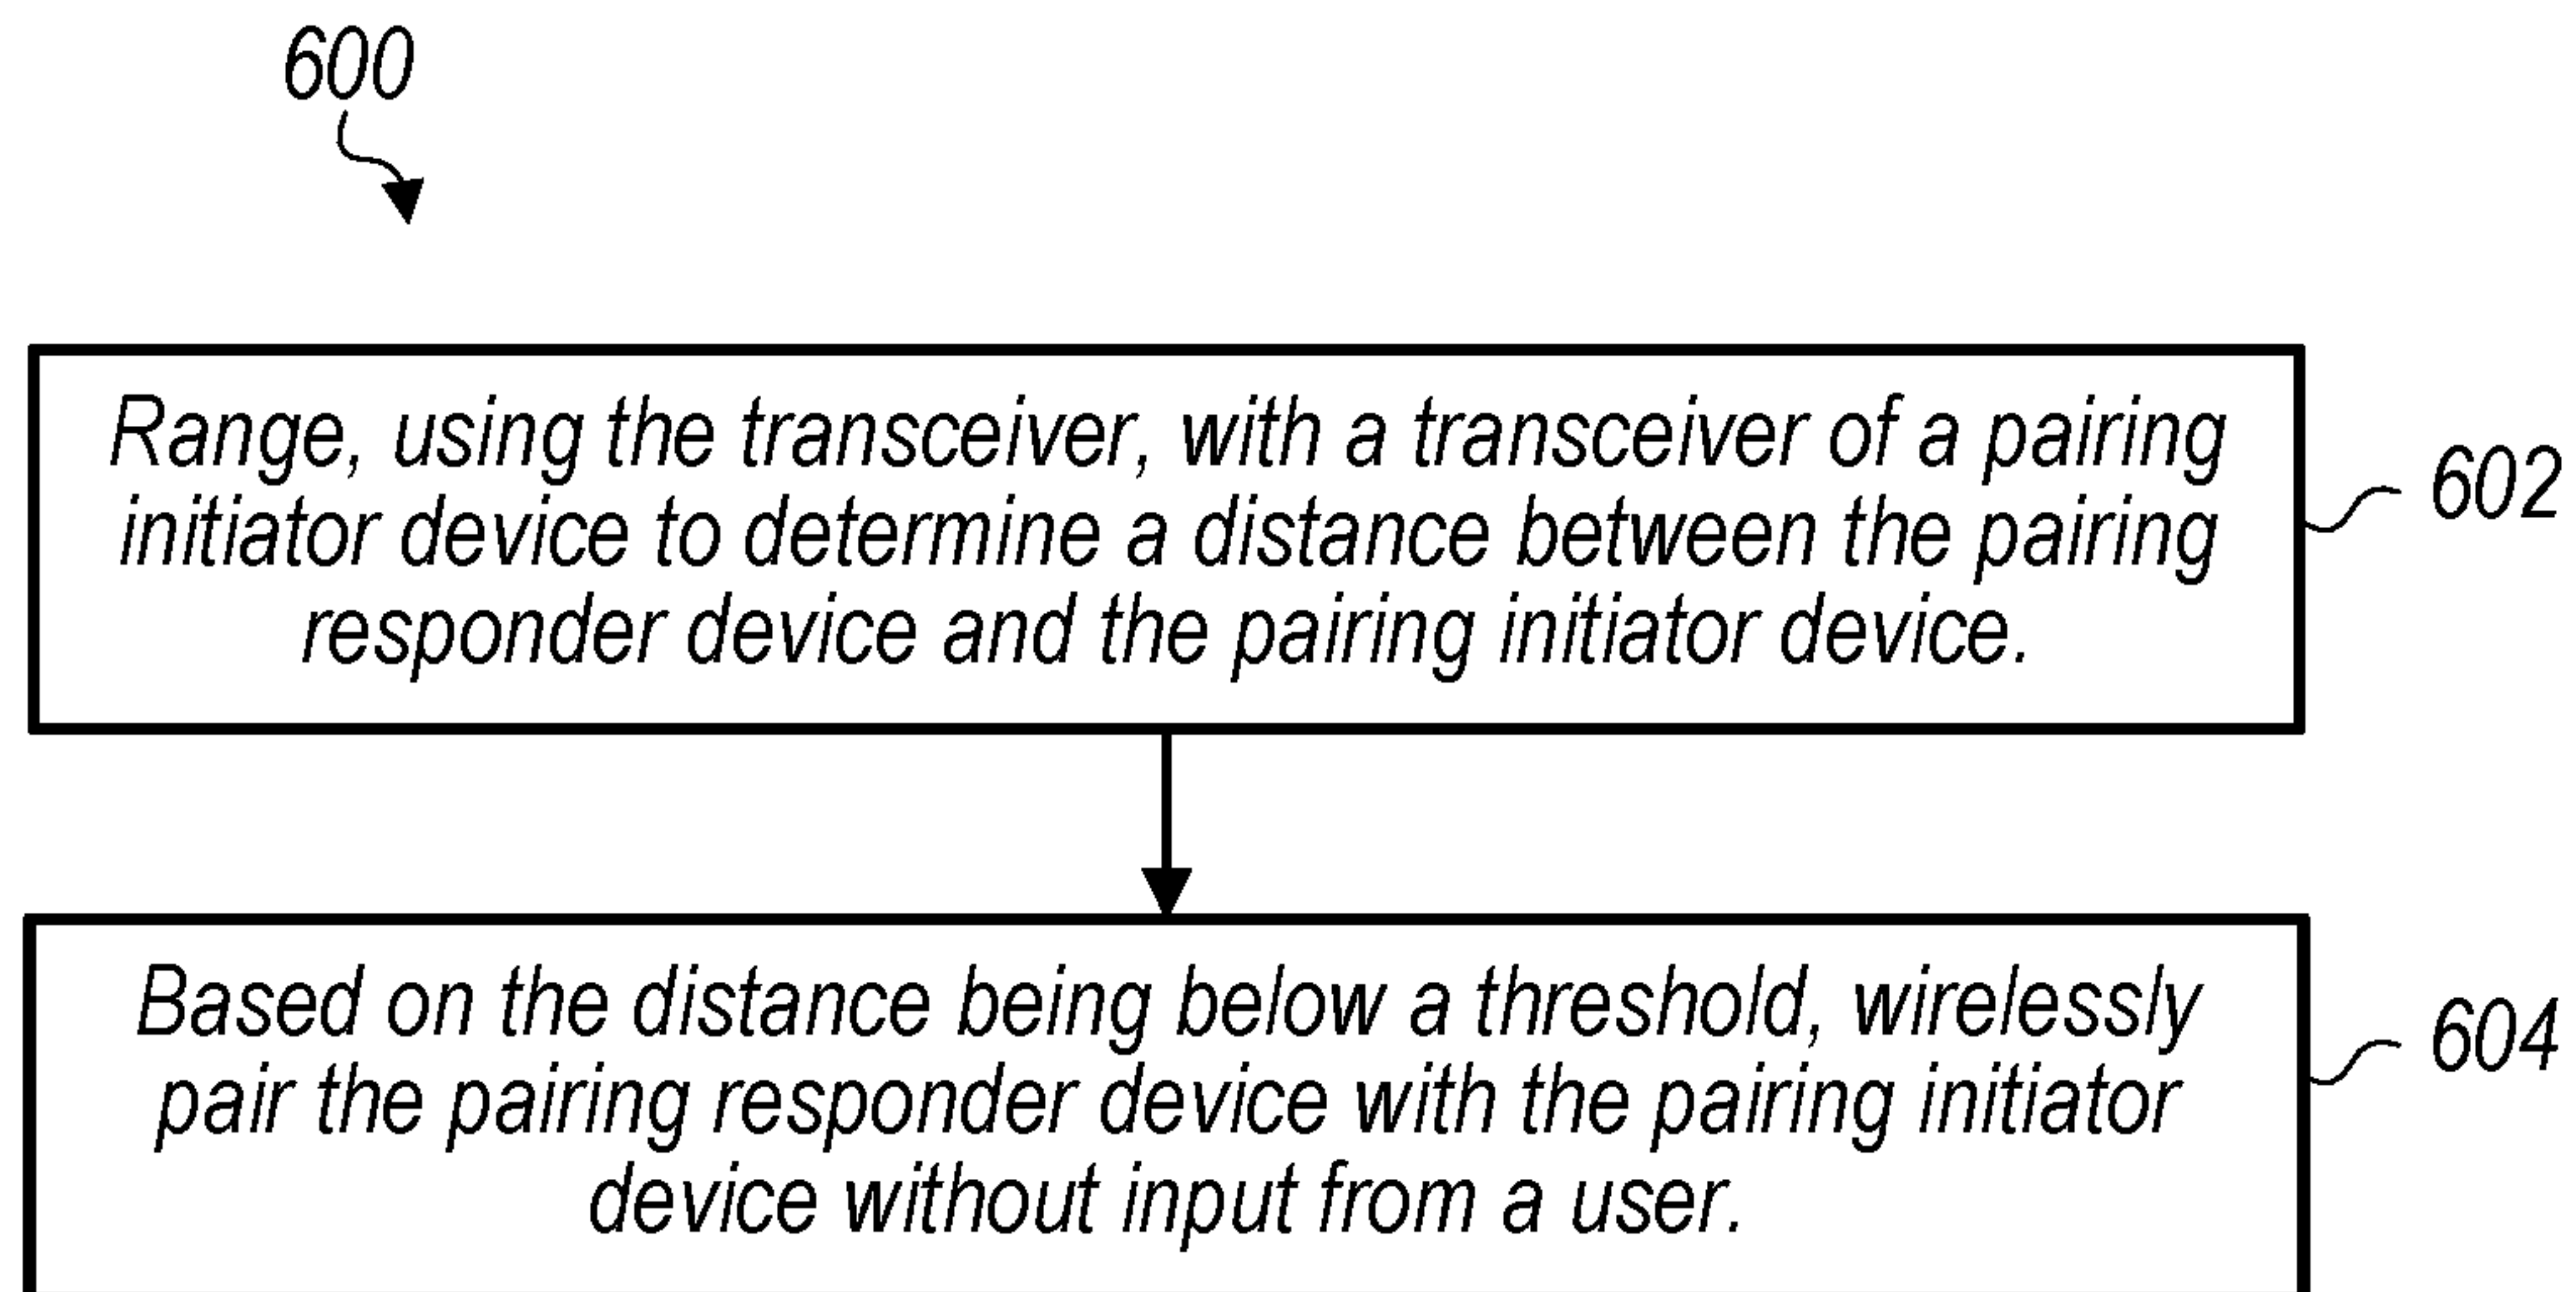 600
Range, using the transceiver, with a transceiver of a pairing
initiator device to determine a distance between the pairing
responder device and the pairing initiator device.
602
Based on the distance being below a threshold, wirelessly
pair the pairing responder device with the pairing initiator
device without input from a user.
604